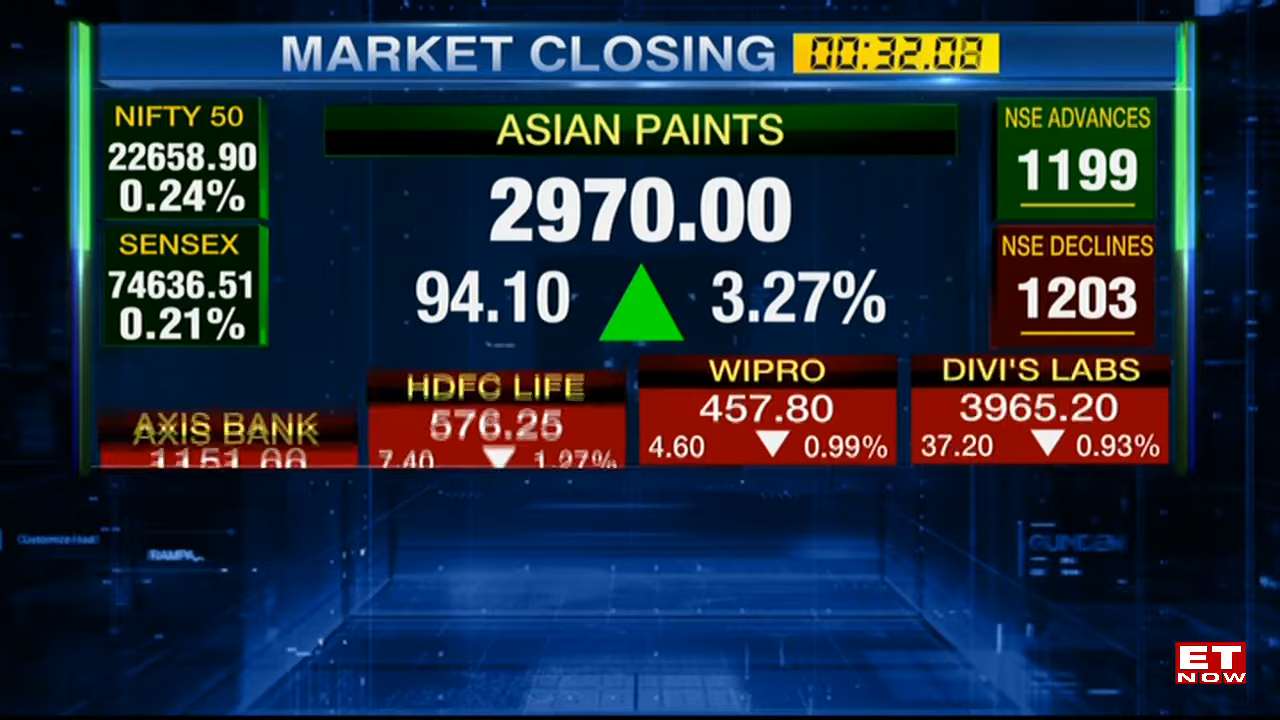 MARKET CLOSING 00:32.08
NIFTY 50
22658.90
0.24%
SENSEX
74636.51
0.21%
ASIAN PAINTS
2970.00
94.10 3.27%
NSE ADVANCES
1199
NSE DECLINES
1203
AXIS BANK
HDFC LIFE
576.25
7.40
WIPRO
457.80
4.60 0.99%
DIVI'S LABS
3965.20
37.20 0.93%
ET
NOW